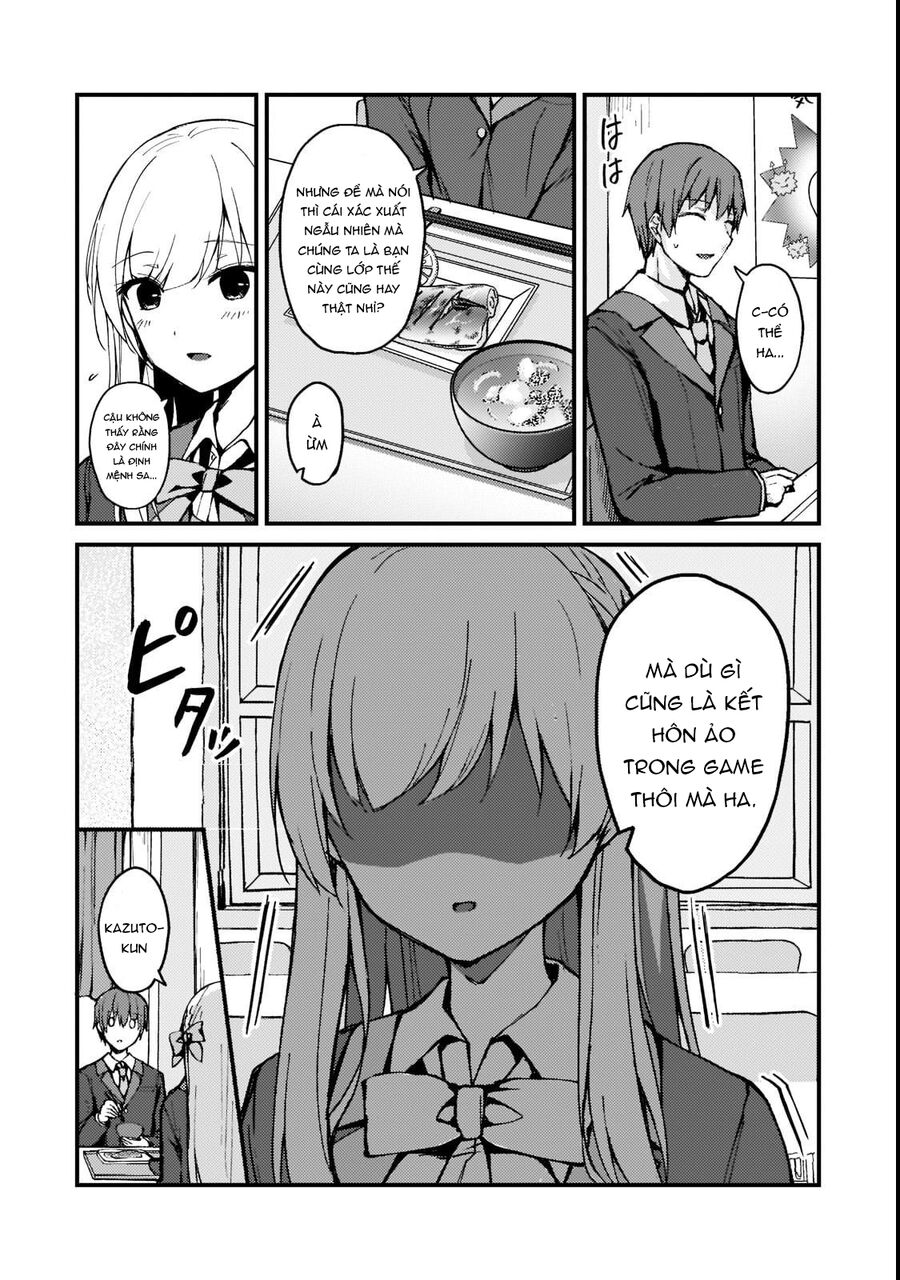 はは
C-CÓ
THỂ
HA...
NHƯNG ĐỂ MÀ NÓI
THÌ CÁI XÁC XUẤT
NGẪU NHIÊN MÀ
CHÚNG TA LÀ BẠN
CÙNG LỚP THẾ
NÀY CŨNG HAY
THẬT NHỈ?
À
ỪM
CẬU KHÔNG
THẤY RẰNG
ĐÂY CHÍNH
LÀ ĐỊNH
MỆNH SA...
MÀ DÙ GÌ
CŨNG LÀ KẾT
HÔN ẢO
TRONG GAME
THÔI MÀ HA.
ピタッ
KAZUTO-
KUN